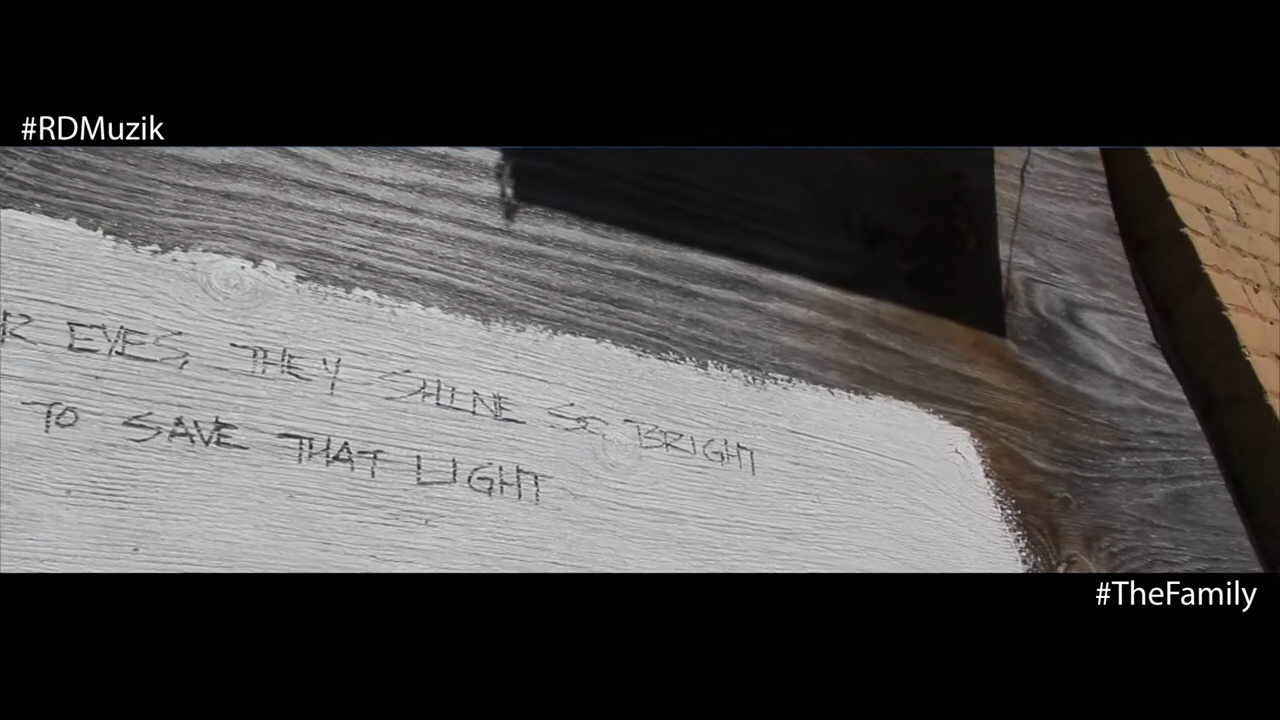 #RDMuzik
R EYES, THEY SHINE SO BRIGHT
TO SAVE THAT LIGHT
#TheFamily